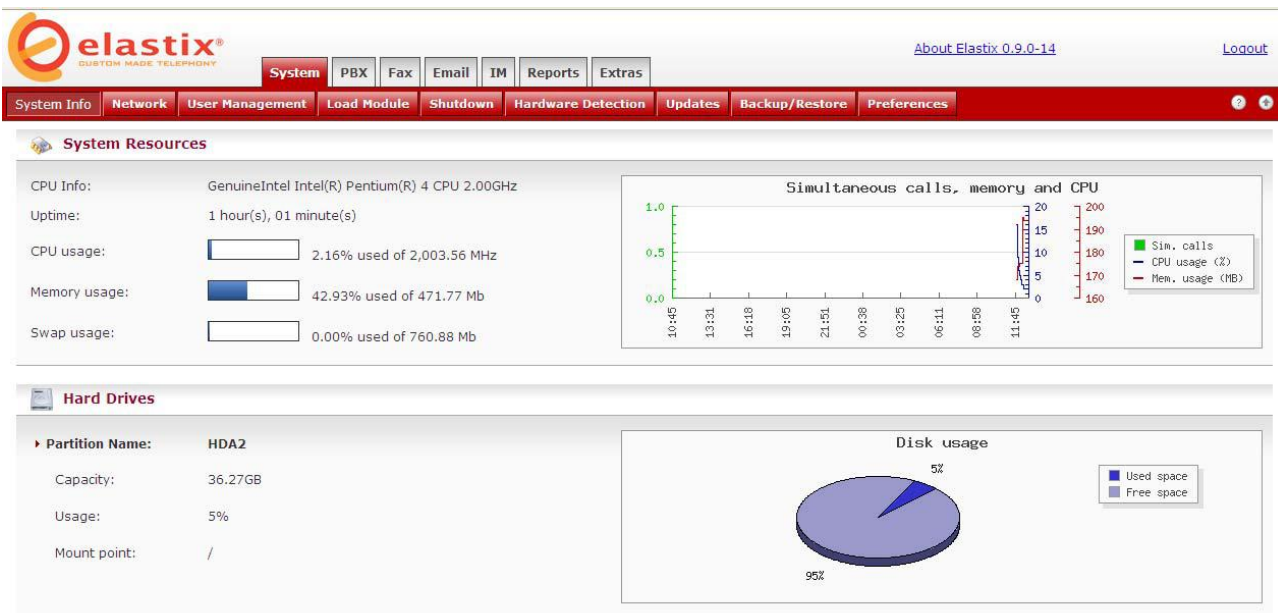 elastix®
CUSTOM MADE TELEPHONY
About Elastix 0.9.0-14
Logout
System PBX Fax Email IM Reports Extras
System Info Network User Management Load Module Shutdown Hardware Detection Updates Backup/Restore Preferences ?
System Resources
CPU Info: GenuineIntel Intel(R) Pentium(R) 4 CPU 2.00GHz
Uptime: 1 hour(s), 01 minute(s)
CPU usage: 2.16% used of 2,003.56 MHz
Memory usage: 42.93% used of 471.77 Mb
Swap usage: 0.00% used of 760.88 Mb
Simultaneous calls, memory and CPU
1.0 20 200
15 190
0.5 10 180
5 170
0.0 0 160
10:45 13:31 16:18 19:05 21:51 00:38 03:25 06:11 08:58 11:45
Sim. calls
CPU usage (%)
Mem. usage (MB)
Hard Drives
Partition Name: HDA2
Capacity: 36.27GB
Usage: 5%
Mount point: /
Disk usage
5%
95%
Used space
Free space